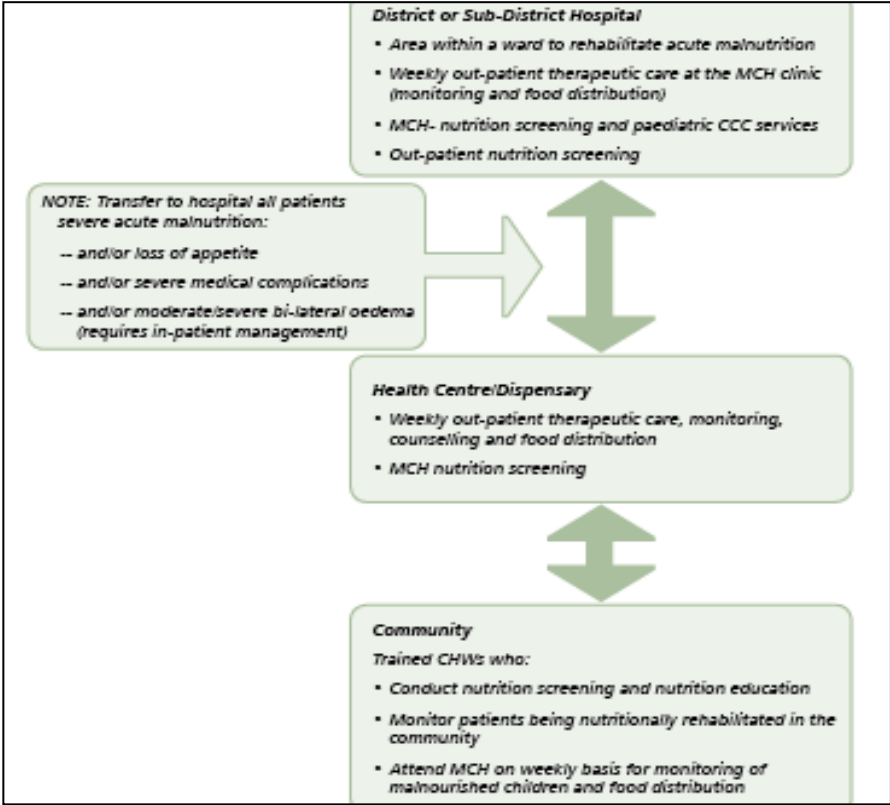 District or Sub-District Hospital
• Area within a ward to rehabilitate acute malnutrition
• Weekly out-patient therapeutic care at the MCH clinic
(monitoring and food distribution)
• MCH- nutrition screening and paediatric CCC services
• Out-patient nutrition screening
NOTE: Transfer to hospital all patients
severe acute malnutrition:
-- and/or loss of appetite
-- and/or severe medical complications
-- and/or moderate/severe bi-lateral oedema
(requires in-patient management)
Health Centre/Dispensary
• Weekly out-patient therapeutic care, monitoring,
counselling and food distribution
• MCH nutrition screening
Community
Trained CHWs who:
• Conduct nutrition screening and nutrition education
• Monitor patients being nutritionally rehabilitated in the
community
• Attend MCH on weekly basis for monitoring of
malnourished children and food distribution